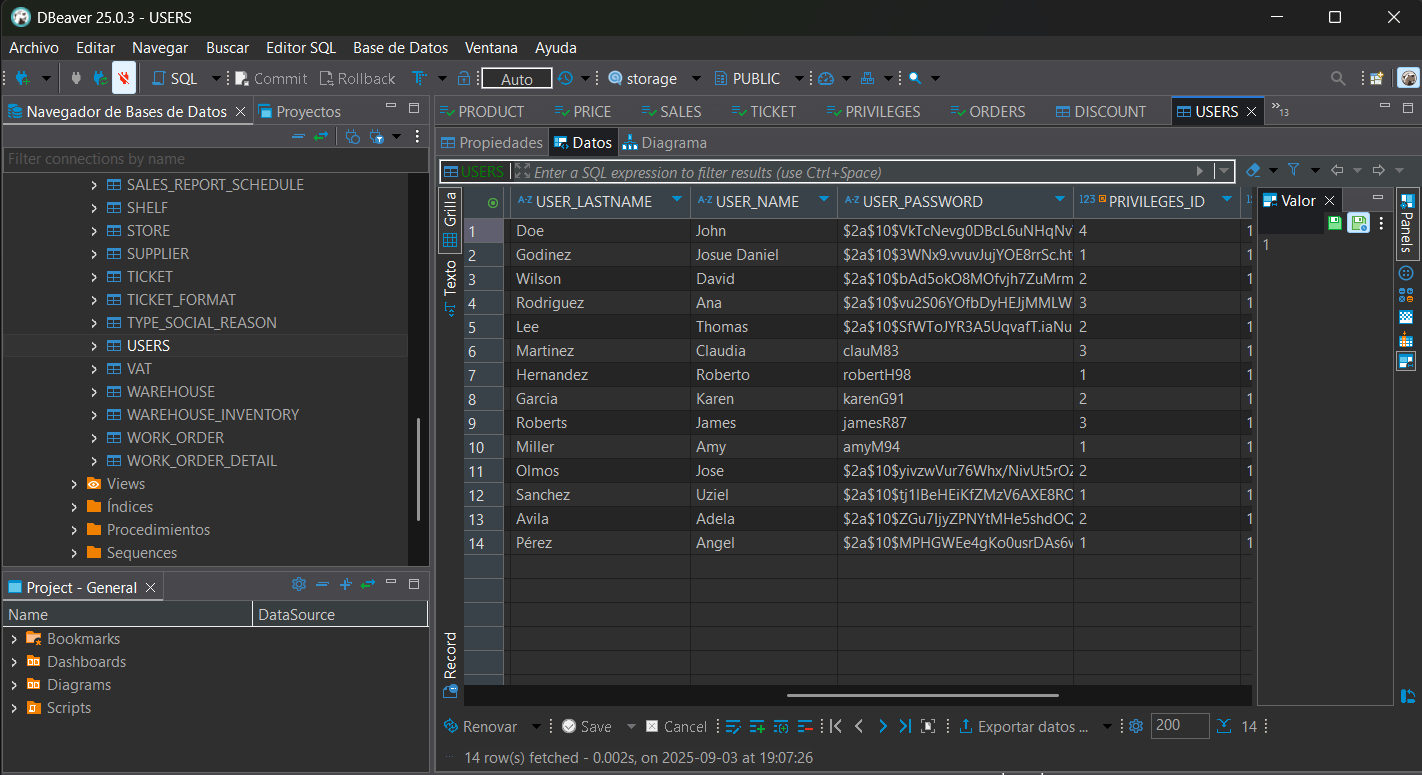 DBeaver 25.0.3 - USERS
Archivo Editar Navegar Buscar Editor SQL Base de Datos Ventana Ayuda
SQL Commit Rollback Auto storage PUBLIC
Navegador de Bases de Datos Proyectos
Filter connections by name
SALES_REPORT_SCHEDULE
SHELF
STORE
SUPPLIER
TICKET
TICKET_FORMAT
TYPE_SOCIAL_REASON
USERS
VAT
WAREHOUSE
WAREHOUSE_INVENTORY
WORK_ORDER
WORK_ORDER_DETAIL
Views
Índices
Procedimientos
Sequences
Project - General
Name DataSource
Bookmarks
Dashboards
Diagrams
Scripts
PRODUCT PRICE SALES TICKET PRIVILEGES ORDERS DISCOUNT USERS »13
Propiedades Datos Diagrama
USERS Enter a SQL expression to filter results (use Ctrl+Space)
Grilla
Texto
Record
A-Z USER_LASTNAME A-Z USER_NAME A-Z USER_PASSWORD 123 PRIVILEGES_ID
1 Doe John $2a$10$VkTcNevg0DBcL6uNHqNv 4 1
2 Godinez Josue Daniel $2a$10$3WNx9.vvuvJujYOE8rrSc.ht 1 1
3 Wilson David $2a$10$bAd5okO8MOfvjh7ZuMrm 2 1
4 Rodriguez Ana $2a$10$vu2S06YOfbDyHEJjMMLW 3 1
5 Lee Thomas $2a$10$SfWToJYR3A5UqvafT.iaNu 2 1
6 Martinez Claudia clauM83 3 1
7 Hernandez Roberto robertH98 1 1
8 Garcia Karen karenG91 2 1
9 Roberts James jamesR87 3 1
10 Miller Amy amyM94 1 1
11 Olmos Jose $2a$10$yivzwVur76Whx/NivUt5rOZ 2 1
12 Sanchez Uziel $2a$10$tj1IBeHEiKfZMzV6AXE8RO 1 1
13 Avila Adela $2a$10$ZGu7IjyZPNYtMHe5shdOQ 2 1
14 Pérez Angel $2a$10$MPHGWEe4gKo0usrDAs6v 1 1
Valor
1
Panels
Renovar Save Cancel Exportar datos ... 200 14
14 row(s) fetched - 0.002s, on 2025-09-03 at 19:07:26